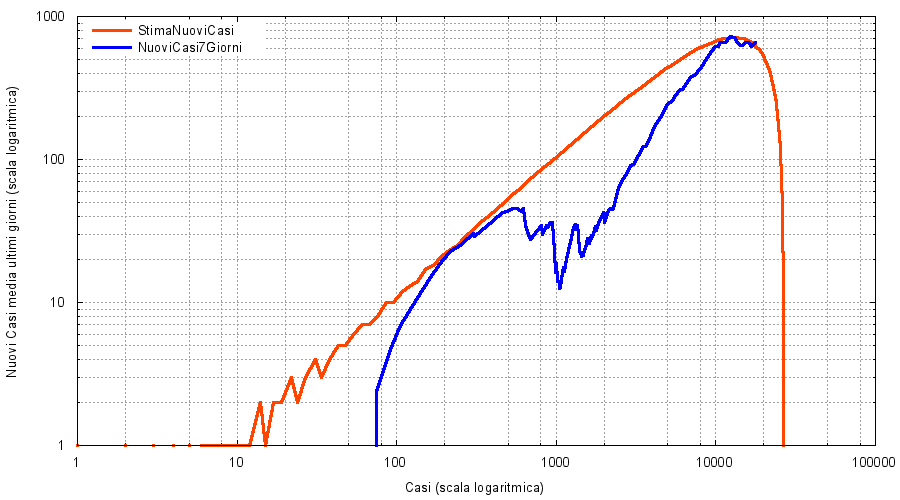 1000
StimaNuoviCasi
NuoviCasi7Giorni
100
10
1
1 10 100 1000 10000 100000
Nuovi Casi media ultimi giorni (scala logaritmica)
Casi (scala logaritmica)